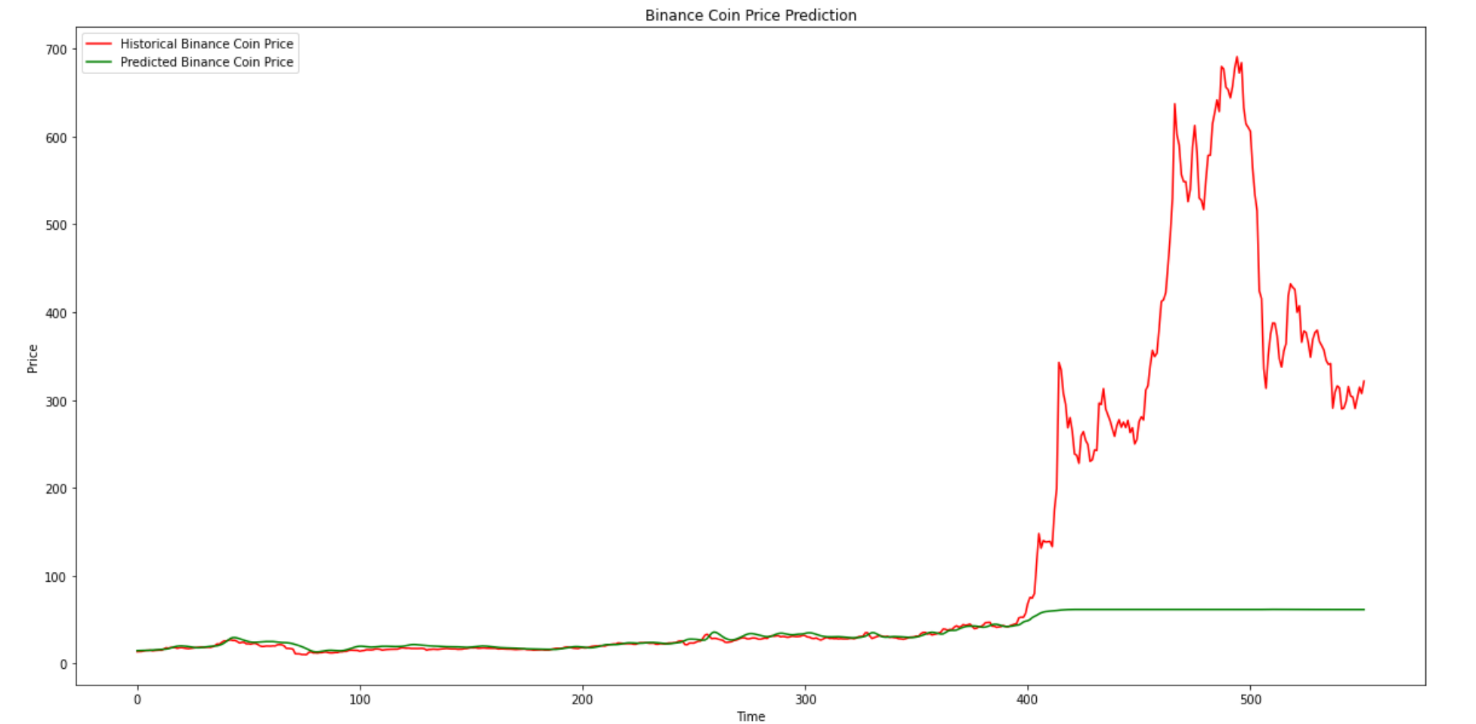 Binance Coin Price Prediction
Historical Binance Coin Price
Predicted Binance Coin Price
700
600
500
400
300
200
100
0
Price
0 100 200 300 400 500
Time